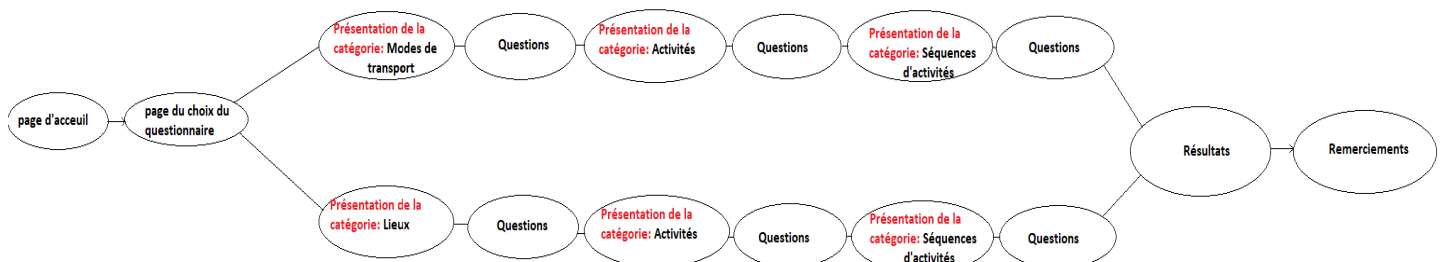 page d'acceuil
page du choix du
questionnaire
Présentation de la
catégorie: Modes de
transport
Questions
Présentation de la
catégorie: Activités
Questions
Présentation de la
catégorie: Séquences
d'activités
Questions
Présentation de la
catégorie: Lieux
Questions
Présentation de la
catégorie: Activités
Questions
Présentation de la
catégorie: Séquences
d'activités
Questions
Résultats
Remerciements